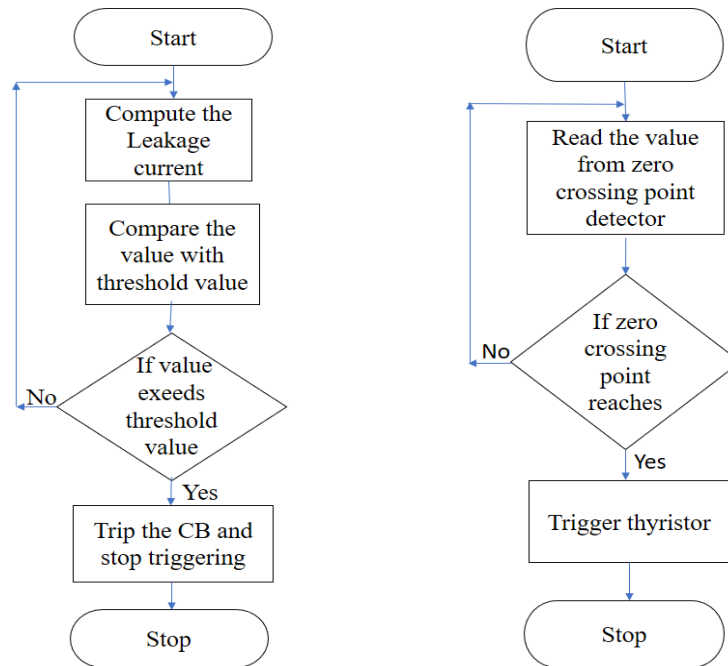 Start
Compute the
Leakage
current
Compare the
value with
threshold value
If value
exceeds
threshold
value
No
Yes
Trip the CB and
stop triggering
Stop
Start
Read the value
from zero
crossing point
detector
If zero
crossing
point
reaches
No
Yes
Trigger thyristor
Stop